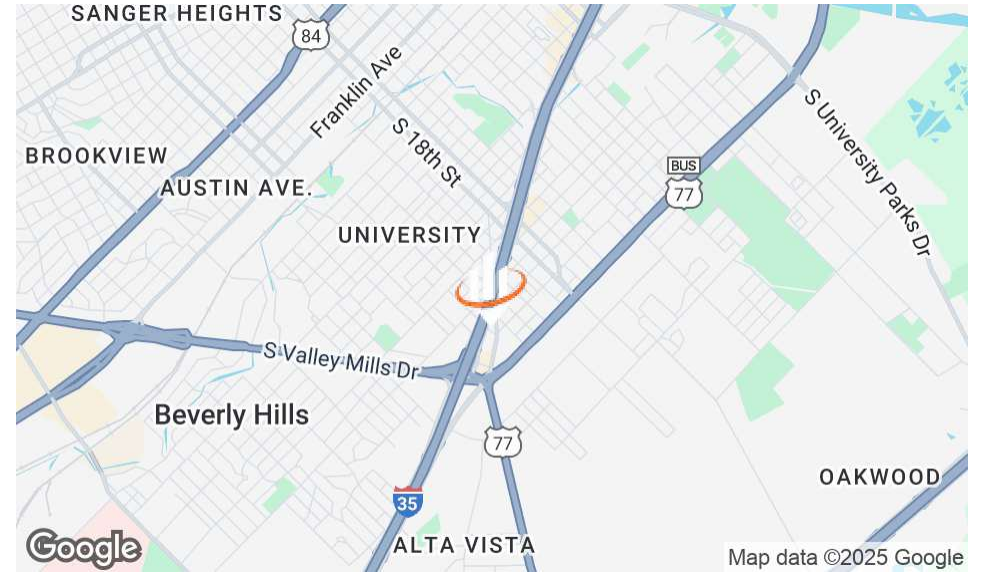 SANGER HEIGHTS
84
Franklin Ave
S 18th St
S University Parks Dr
BROOKVIEW
BUS
77
AUSTIN AVE.
UNIVERSITY
S Valley Mills Dr
Beverly Hills
77
OAKWOOD
35
ALTA VISTA
Google
Map data ©2025 Google